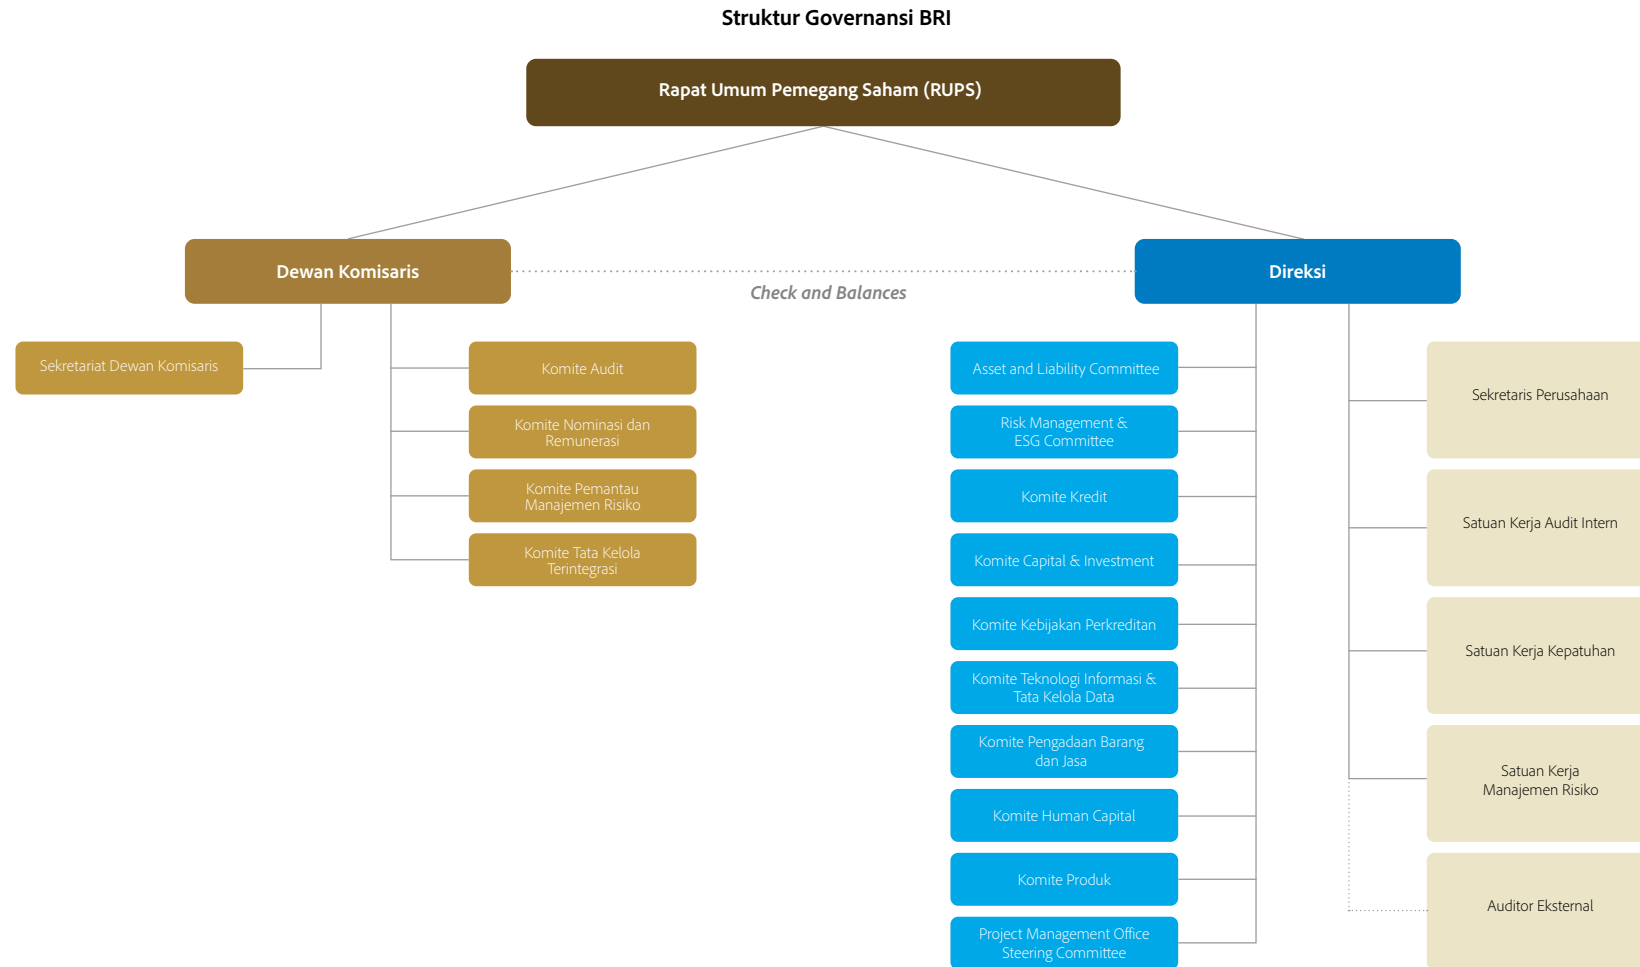 Struktur Governansi BRI
Rapat Umum Pemegang Saham (RUPS)
Dewan Komisaris
Check and Balances
Direksi
Sekretariat Dewan Komisaris
Komite Audit
Komite Nominasi dan
Remunerasi
Komite Pemantau
Manajemen Risiko
Komite Tata Kelola
Terintegrasi
Asset and Liability Committee
Risk Management &
ESG Committee
Komite Kredit
Komite Capital & Investment
Komite Kebijakan Perkreditan
Komite Teknologi Informasi &
Tata Kelola Data
Komite Pengadaan Barang
dan Jasa
Komite Human Capital
Komite Produk
Project Management Office
Steering Committee
Sekretaris Perusahaan
Satuan Kerja Audit Intern
Satuan Kerja Kepatuhan
Satuan Kerja
Manajemen Risiko
Auditor Eksternal